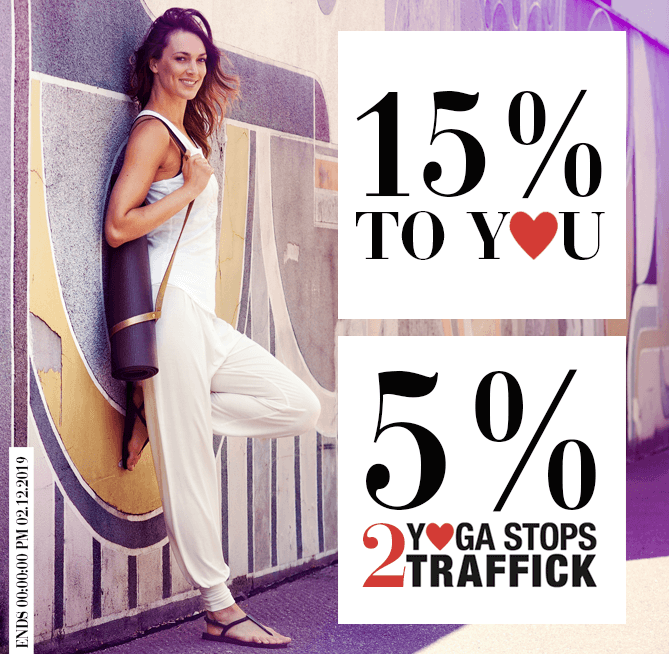 15%
TO Y❤U
5%
2 Y❤GA STOPS
TRAFFICK
ENDS 00:00:00 PM 02.12.2019